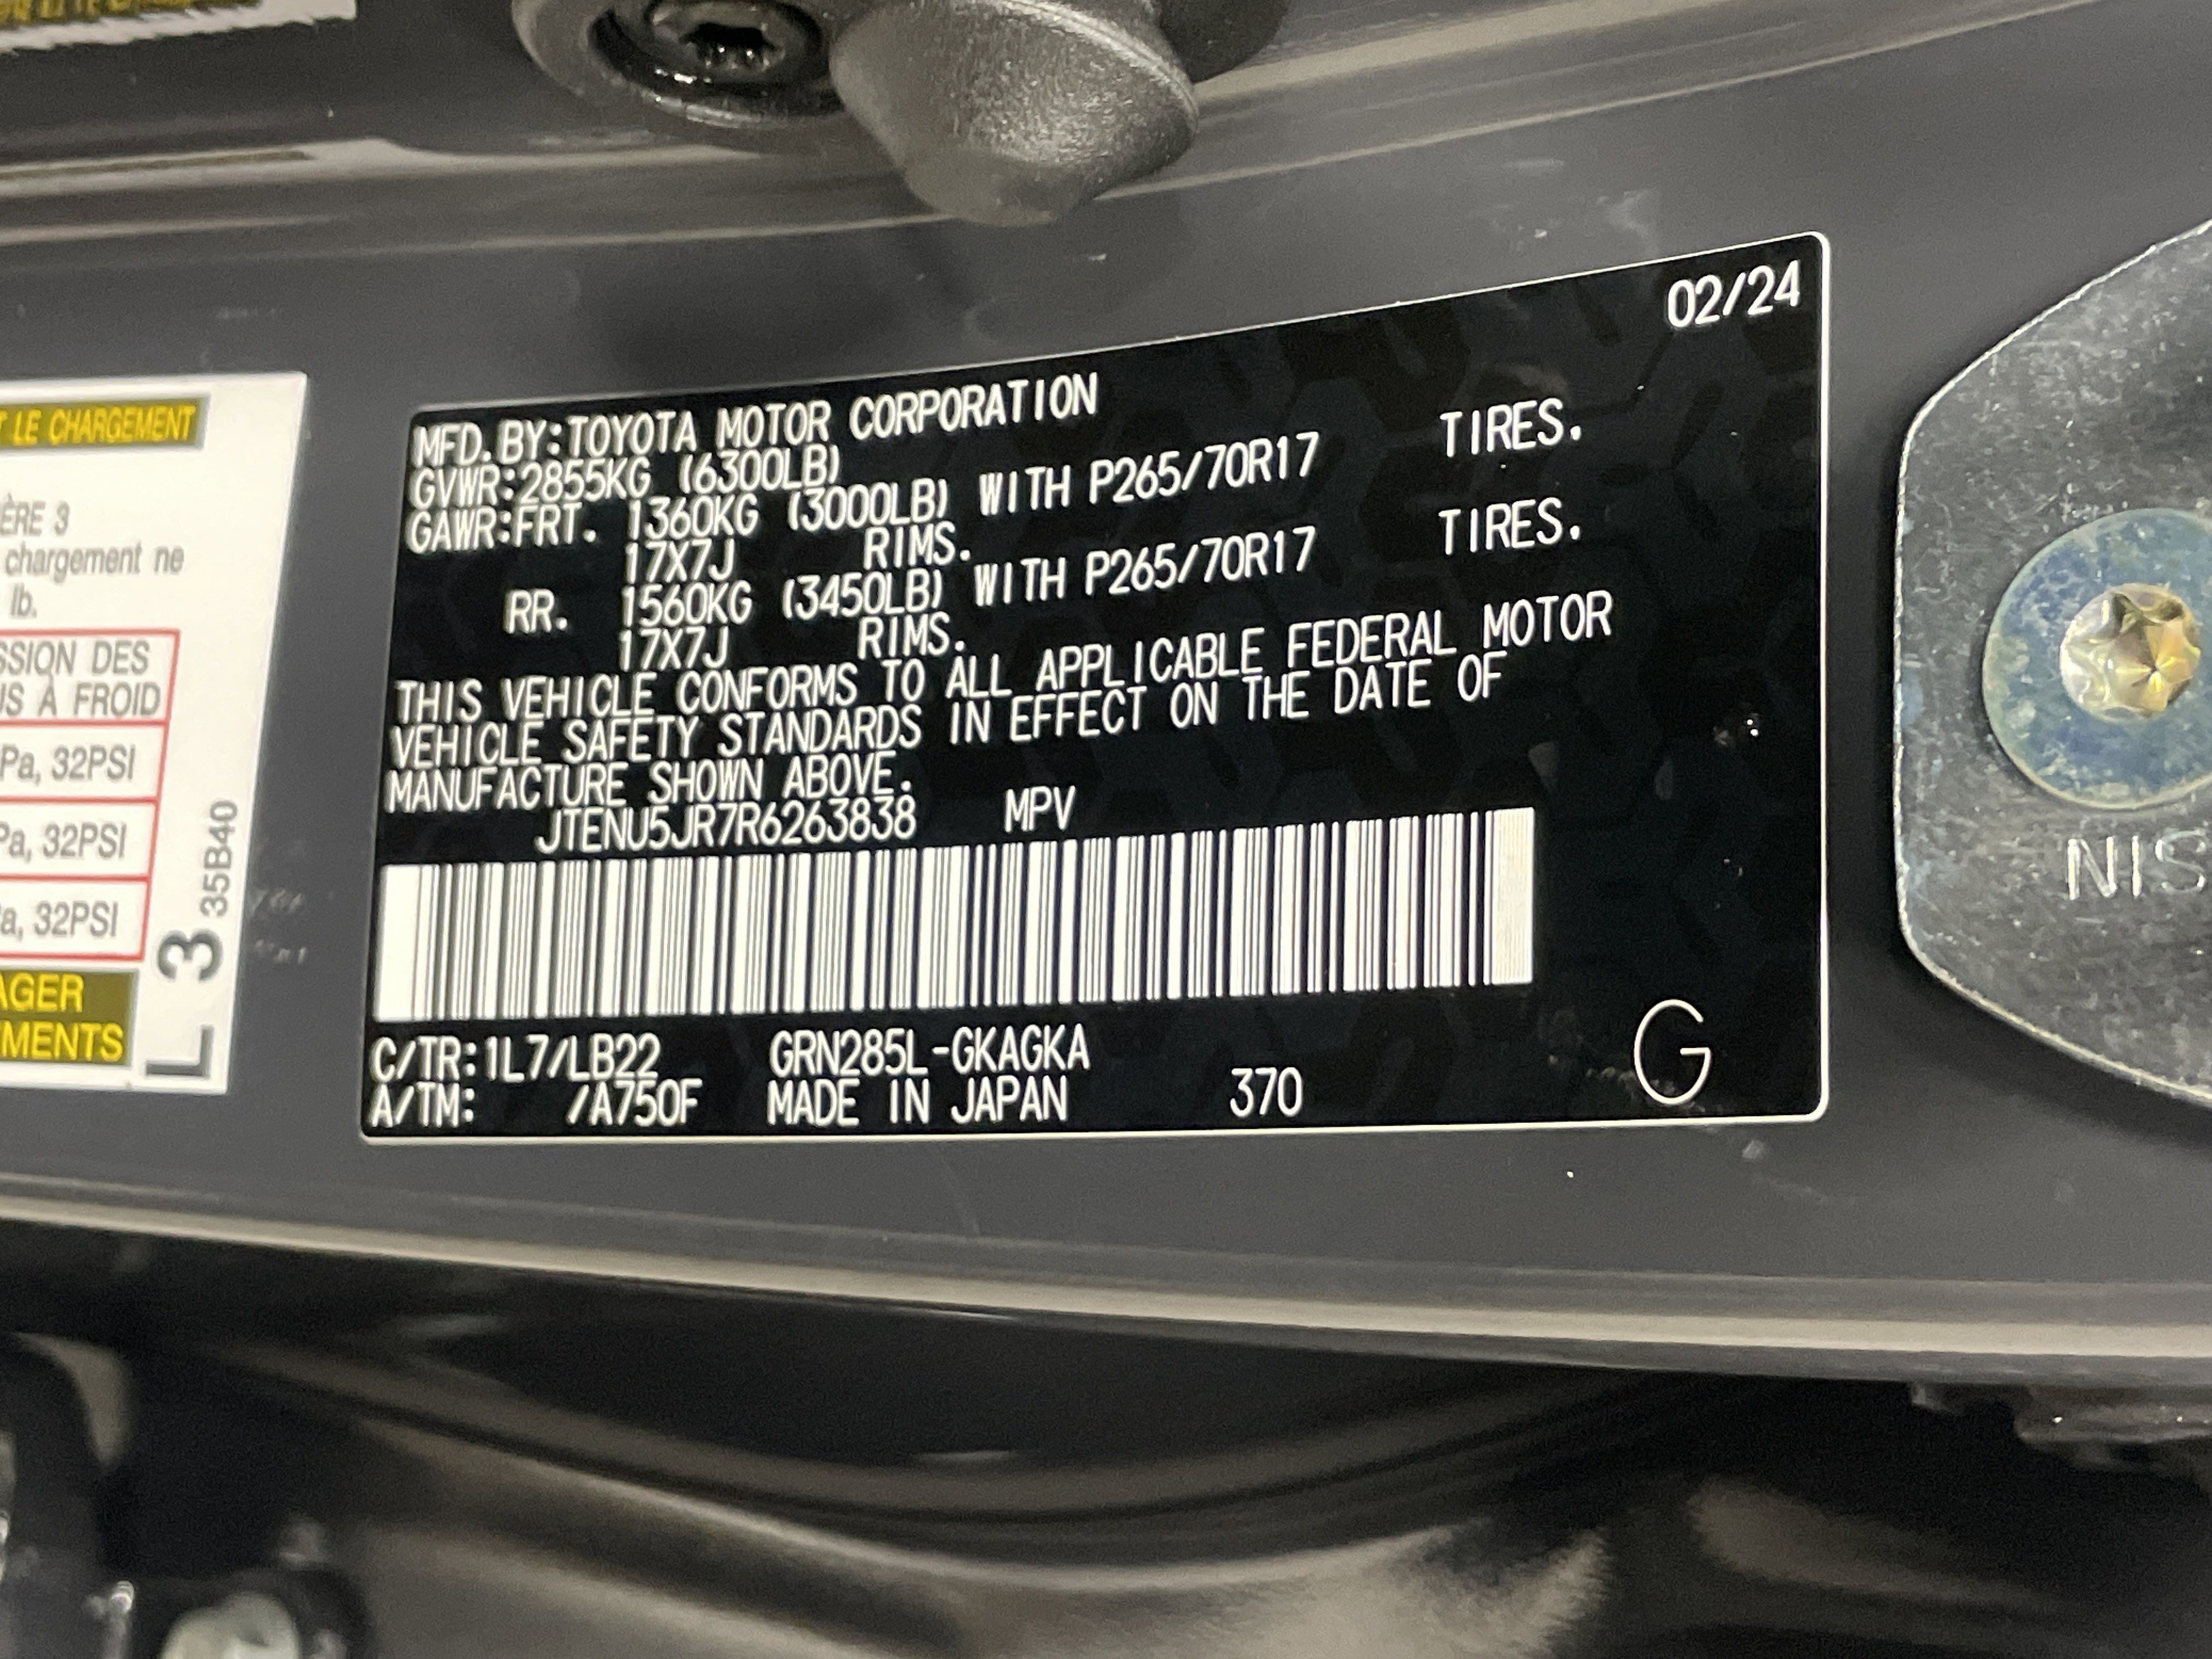 T LE CHARGEMENT
ÈRE 3
chargement ne
lb.
SSION DES
US À FROID
Pa, 32PSI
Pa, 32PSI
a, 32PSI
AGER
MENTS
L 3 35B40
02/24
MFD.BY:TOYOTA MOTOR CORPORATION
GVWR:2855KG (6300LB)
GAWR:FRT. 1360KG (3000LB) WITH P265/70R17 TIRES.
17X7J RIMS.
RR. 1560KG (3450LB) WITH P265/70R17 TIRES.
17X7J RIMS.
THIS VEHICLE CONFORMS TO ALL APPLICABLE FEDERAL MOTOR
VEHICLE SAFETY STANDARDS IN EFFECT ON THE DATE OF
MANUFACTURE SHOWN ABOVE.
JTENU5JR7R6263838 MPV
C/TR:1L7/LB22 GRN285L-GKAGKA
A/TM: /A750F MADE IN JAPAN 370
G
NIS